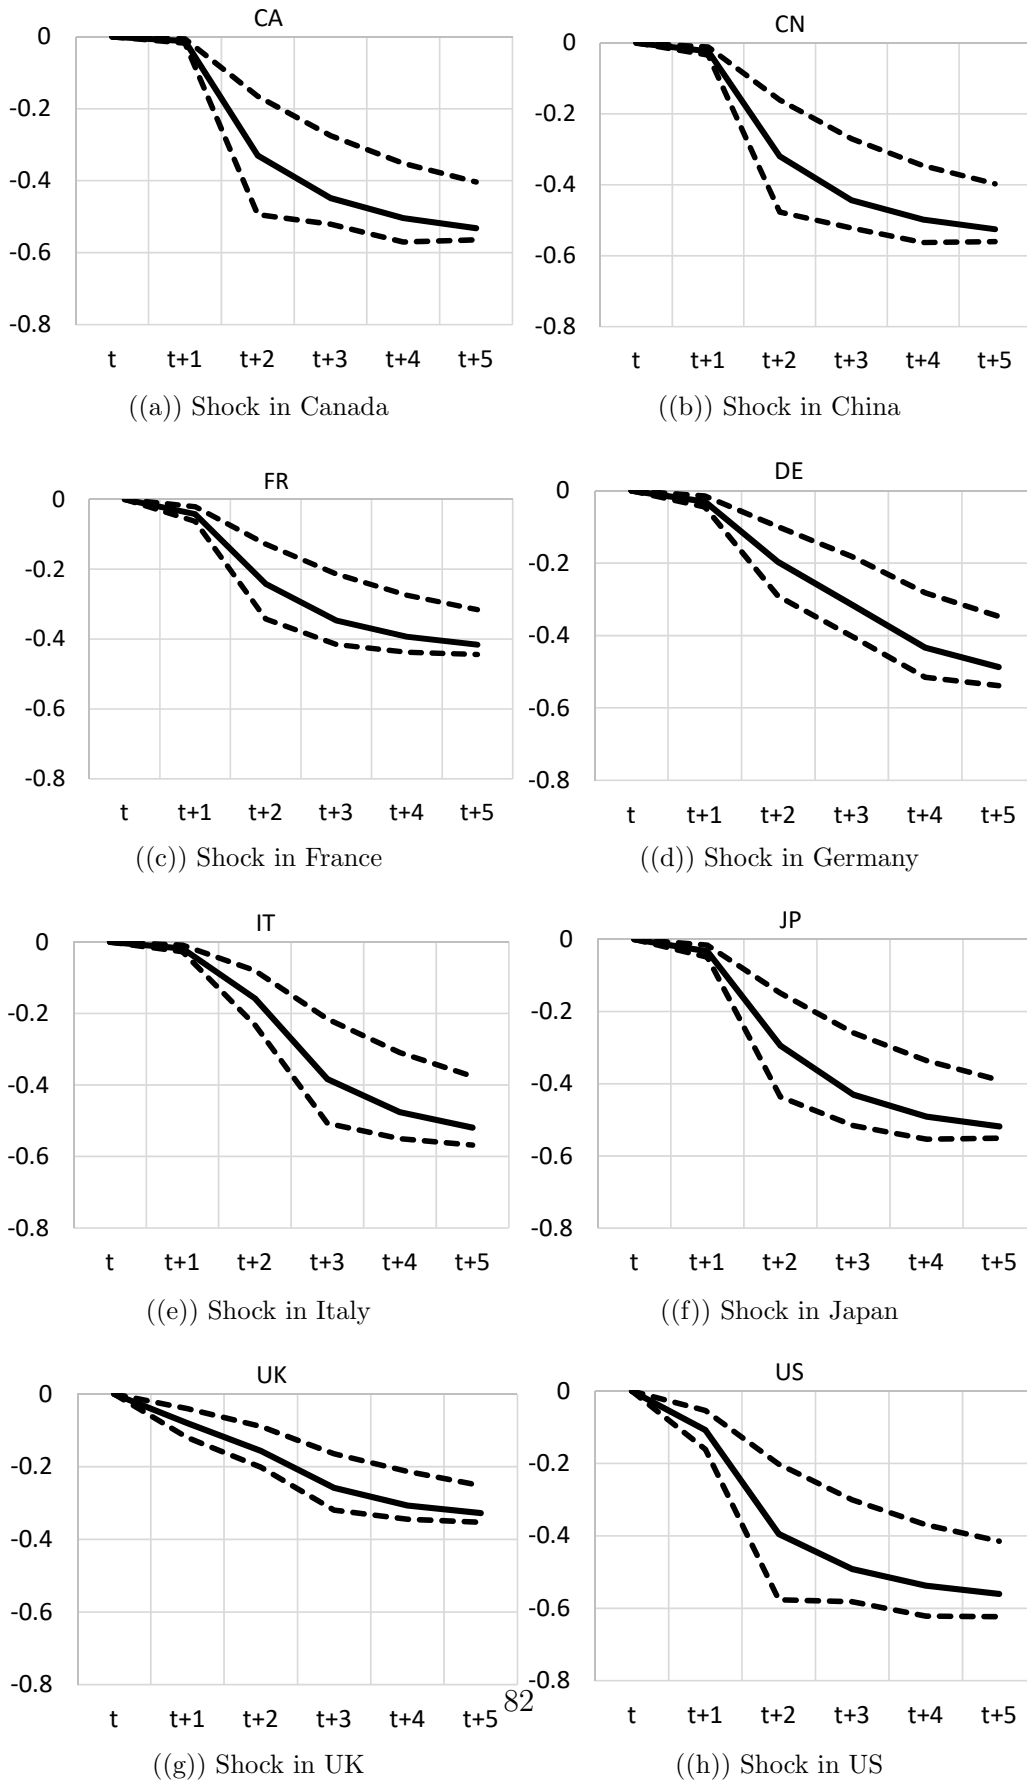 CA
0
-0.2
-0.4
-0.6
-0.8
t t+1 t+2 t+3 t+4 t+5
((a)) Shock in Canada
CN
0
-0.2
-0.4
-0.6
-0.8
t t+1 t+2 t+3 t+4 t+5
((b)) Shock in China
FR
0
-0.2
-0.4
-0.6
-0.8
t t+1 t+2 t+3 t+4 t+5
((c)) Shock in France
DE
0
-0.2
-0.4
-0.6
-0.8
t t+1 t+2 t+3 t+4 t+5
((d)) Shock in Germany
IT
0
-0.2
-0.4
-0.6
-0.8
t t+1 t+2 t+3 t+4 t+5
((e)) Shock in Italy
JP
0
-0.2
-0.4
-0.6
-0.8
t t+1 t+2 t+3 t+4 t+5
((f)) Shock in Japan
UK
0
-0.2
-0.4
-0.6
-0.8
t t+1 t+2 t+3 t+4 t+5
((g)) Shock in UK
US
0
-0.2
-0.4
-0.6
-0.8
t t+1 t+2 t+3 t+4 t+5
((h)) Shock in US
82